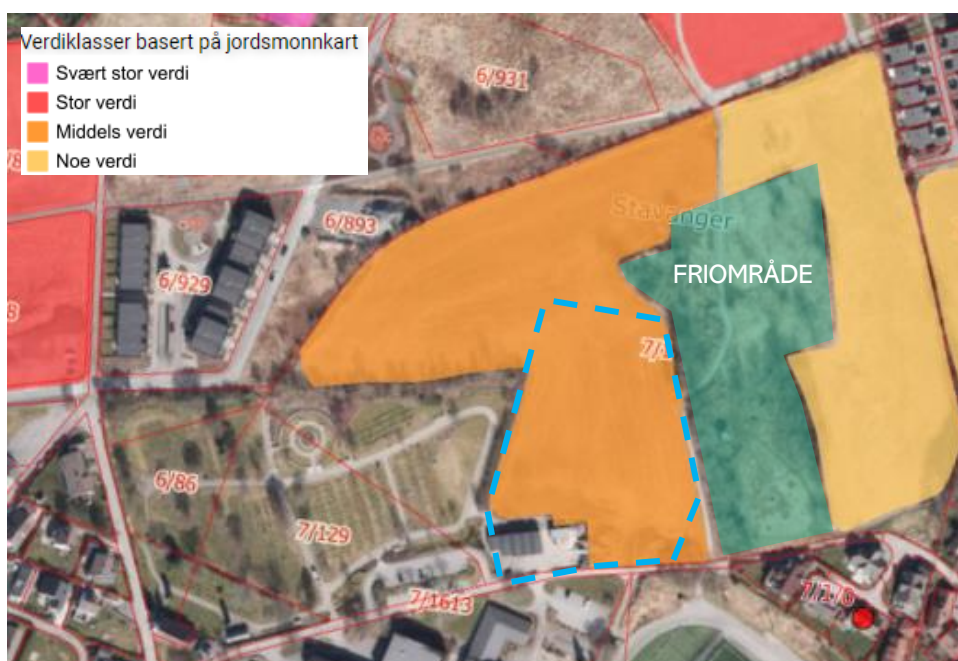 Verdiklasser basert på jordsmonnkart
Svært stor verdi
Stor verdi
Middels verdi
Noe verdi
6/931
6/893
Stavanger
6/929
FRIOMRÅDE
6/86
7/129
7/1613